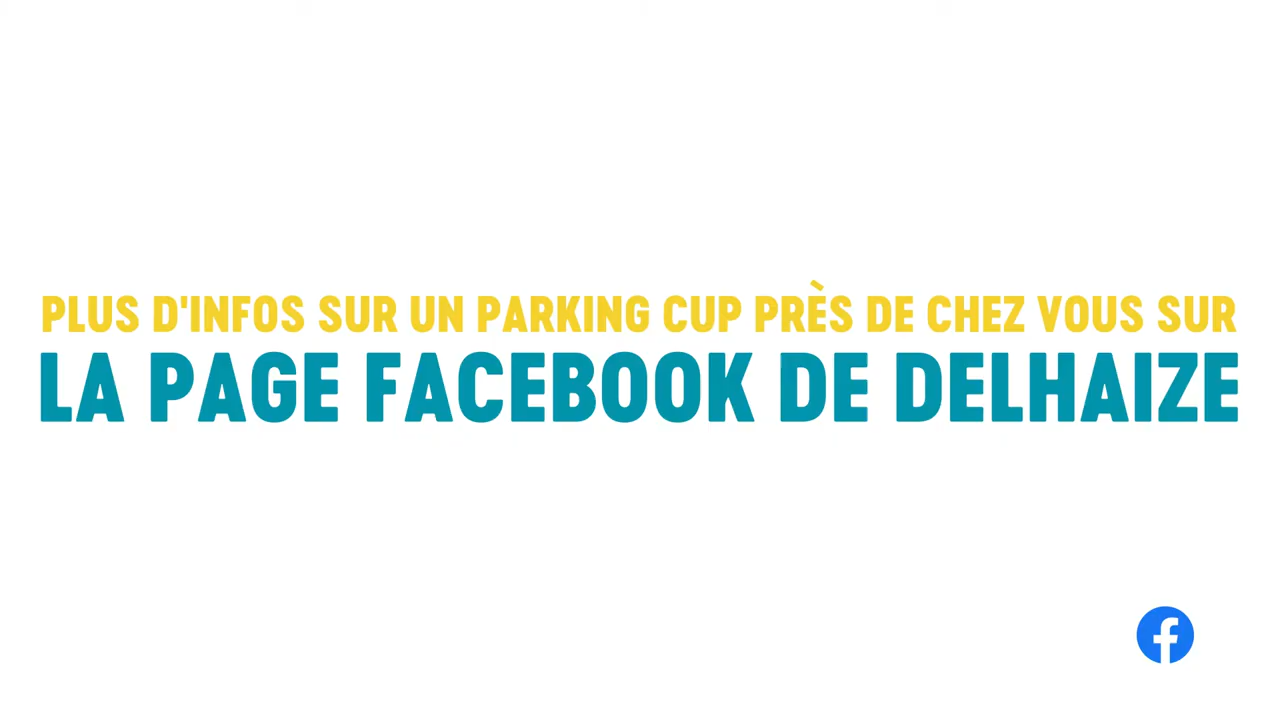 PLUS D'INFOS SUR UN PARKING CUP PRÈS DE CHEZ VOUS SUR
LA PAGE FACEBOOK DE DELHAIZE